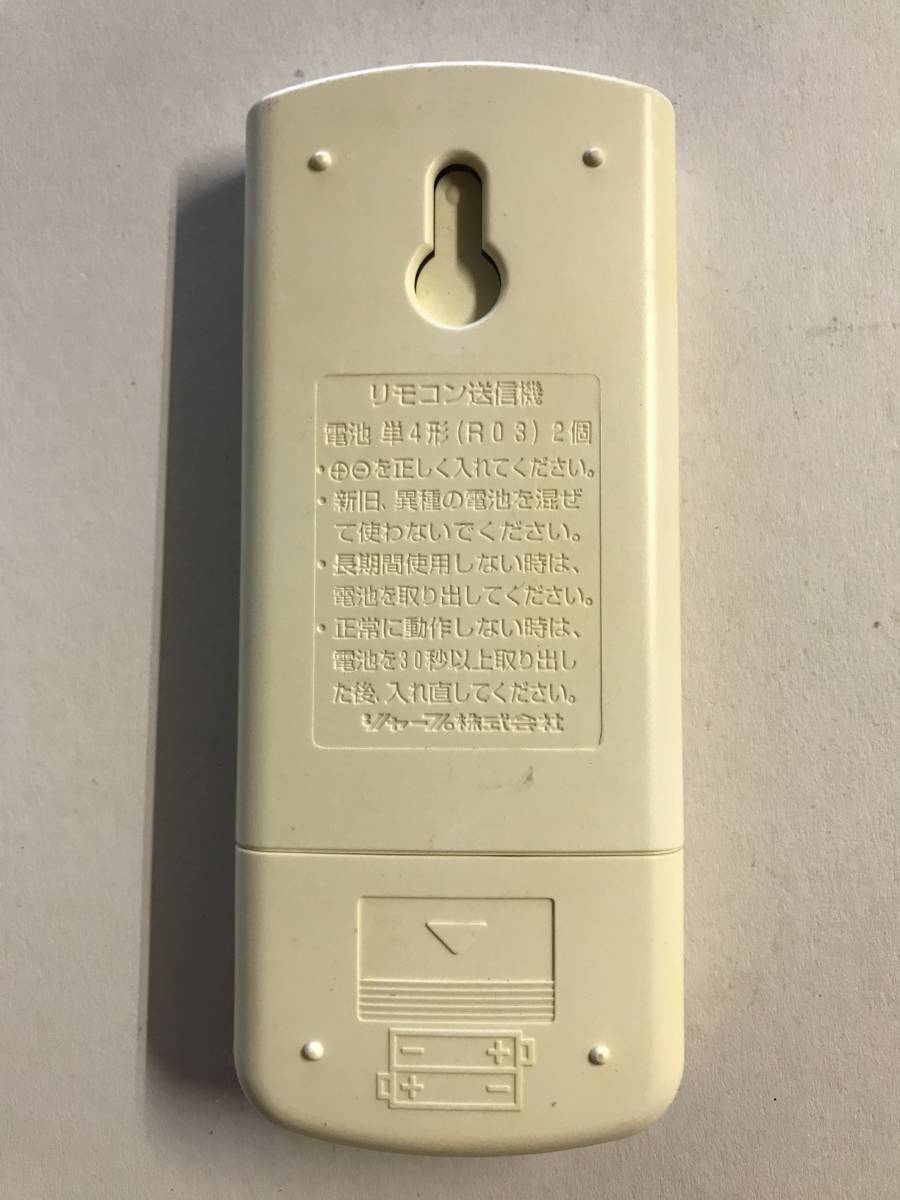 リモコン送信機
電池 単4形(R03)2個
・⊕⊖を正しく入れてください。
・新旧、異種の電池を混ぜ
て使わないでください。
・長期間使用しない時は、
電池を取り出してください。
・正常に動作しない時は、
電池を30秒以上取り出し
た後、入れ直してください。
シャープ株式会社
− +
+ −